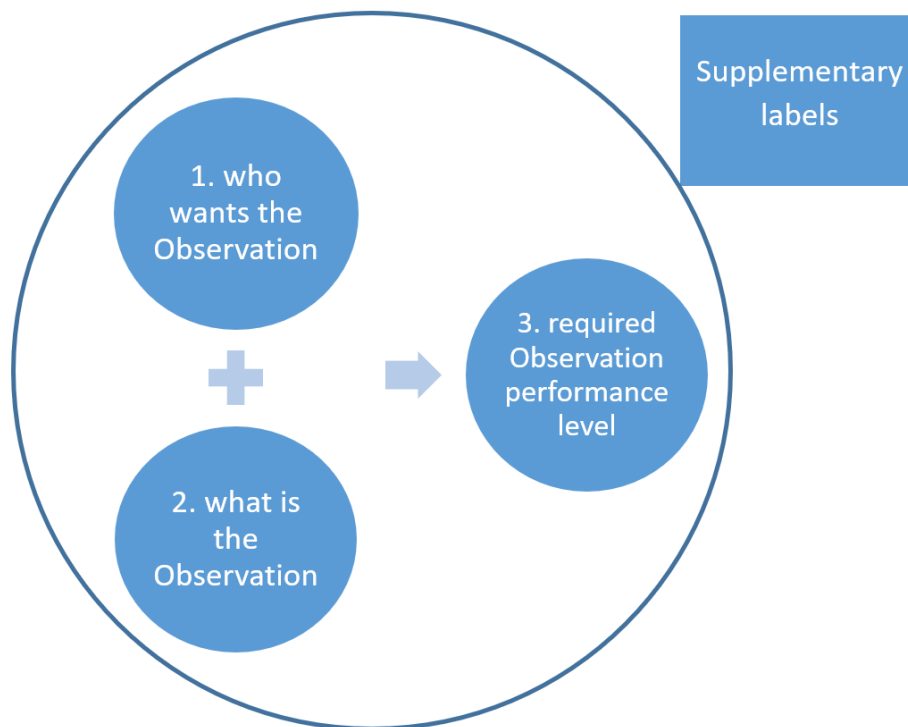 Supplementary
labels
1. who
wants the
Observation
3. required
Observation
performance
level
2. what is
the
Observation